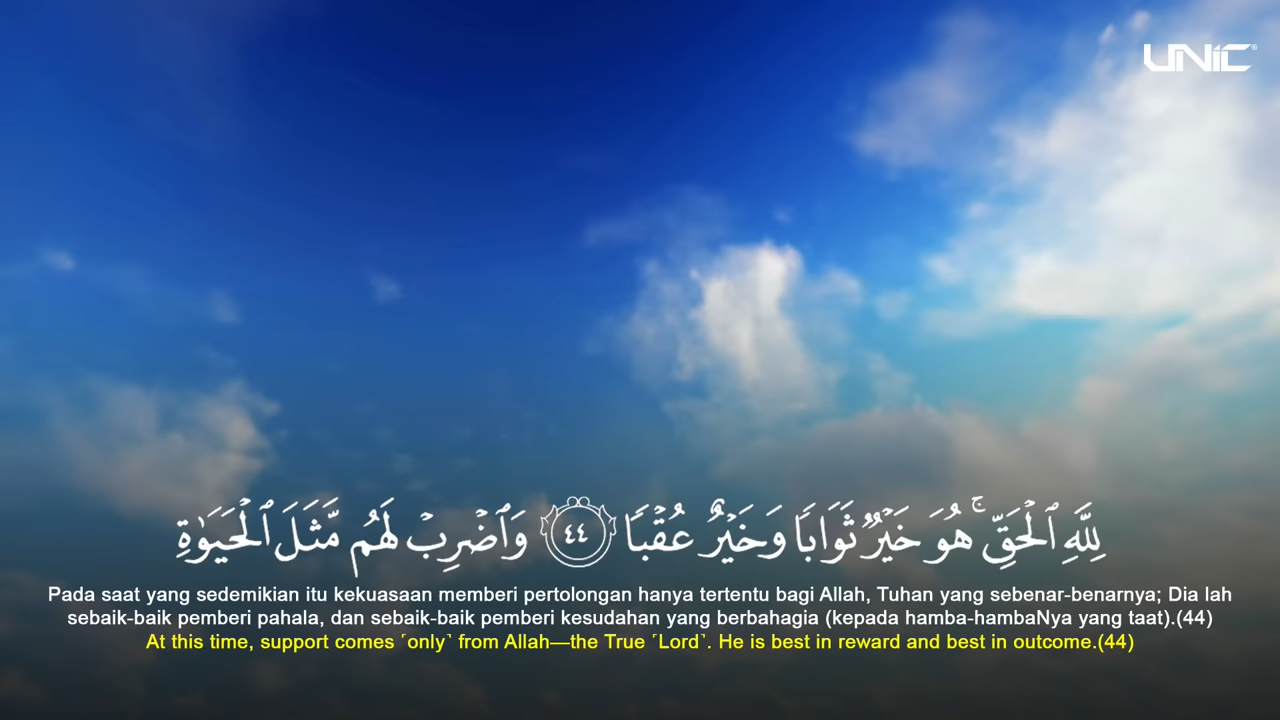 UNIC®
لِلَّهِ ٱلْحَقِّ ۚ هُوَ خَيْرٌ ثَوَابًا وَخَيْرٌ عُقْبًا ٤٤ وَٱضْرِبْ لَهُم مَّثَلَ ٱلْحَيَوٰةِ
Pada saat yang sedemikian itu kekuasaan memberi pertolongan hanya tertentu bagi Allah, Tuhan yang sebenar-benarnya; Dia lah
sebaik-baik pemberi pahala, dan sebaik-baik pemberi kesudahan yang berbahagia (kepada hamba-hambaNya yang taat).(44)
At this time, support comes ˹only˺ from Allah—the True ˹Lord˺. He is best in reward and best in outcome.(44)